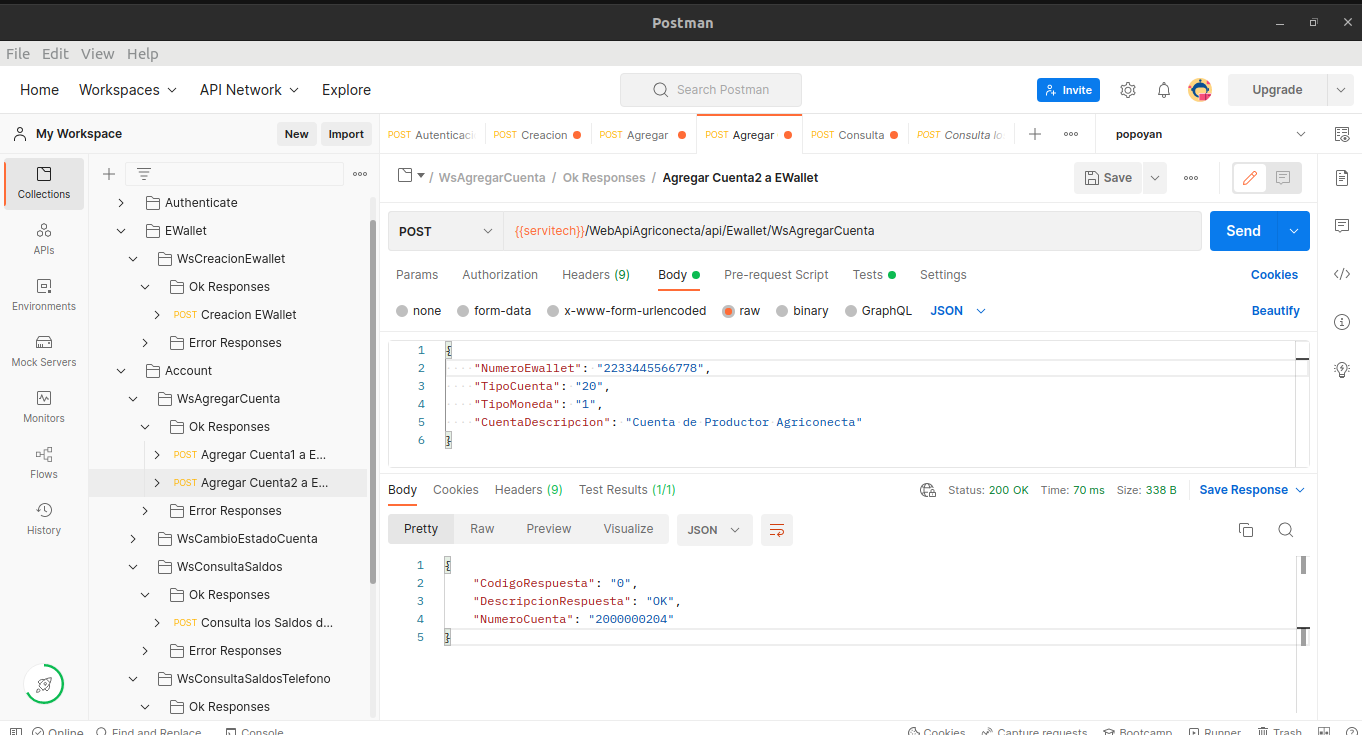 Postman
File Edit View Help
Home Workspaces API Network Explore
Search Postman
Invite
Upgrade
My Workspace
New Import
POST Autenticaci
POST Creacion
POST Agregar
POST Agregar
POST Consulta
POST Consulta lo
popoyan
Collections
APIs
Environments
Mock Servers
Monitors
Flows
History
Authenticate
EWallet
WsCreacionEwallet
Ok Responses
POST Creacion EWallet
Error Responses
Account
WsAgregarCuenta
Ok Responses
POST Agregar Cuenta1 a E...
POST Agregar Cuenta2 a E...
Error Responses
WsCambioEstadoCuenta
WsConsultaSaldos
Ok Responses
POST Consulta los Saldos d...
Error Responses
WsConsultaSaldosTelefono
Ok Responses
/ WsAgregarCuenta / Ok Responses / Agregar Cuenta2 a EWallet
Save
POST {{servitech}}/WebApiAgriconecta/api/Ewallet/WsAgregarCuenta
Send
Params Authorization Headers (9) Body Pre-request Script Tests Settings Cookies
none form-data x-www-form-urlencoded raw binary GraphQL JSON Beautify
1 {
2 "NumeroEwallet": "2233445566778",
3 "TipoCuenta": "20",
4 "TipoMoneda": "1",
5 "CuentaDescripcion": "Cuenta de Productor Agriconecta"
6 }
Body Cookies Headers (9) Test Results (1/1)
Status: 200 OK Time: 70 ms Size: 338 B Save Response
Pretty Raw Preview Visualize JSON
1 {
2 "CodigoRespuesta": "0",
3 "DescripcionRespuesta": "OK",
4 "NumeroCuenta": "2000000204"
5 }
Online Find and Replace Console
Cookies Capture requests Bootcamp Runner Trash